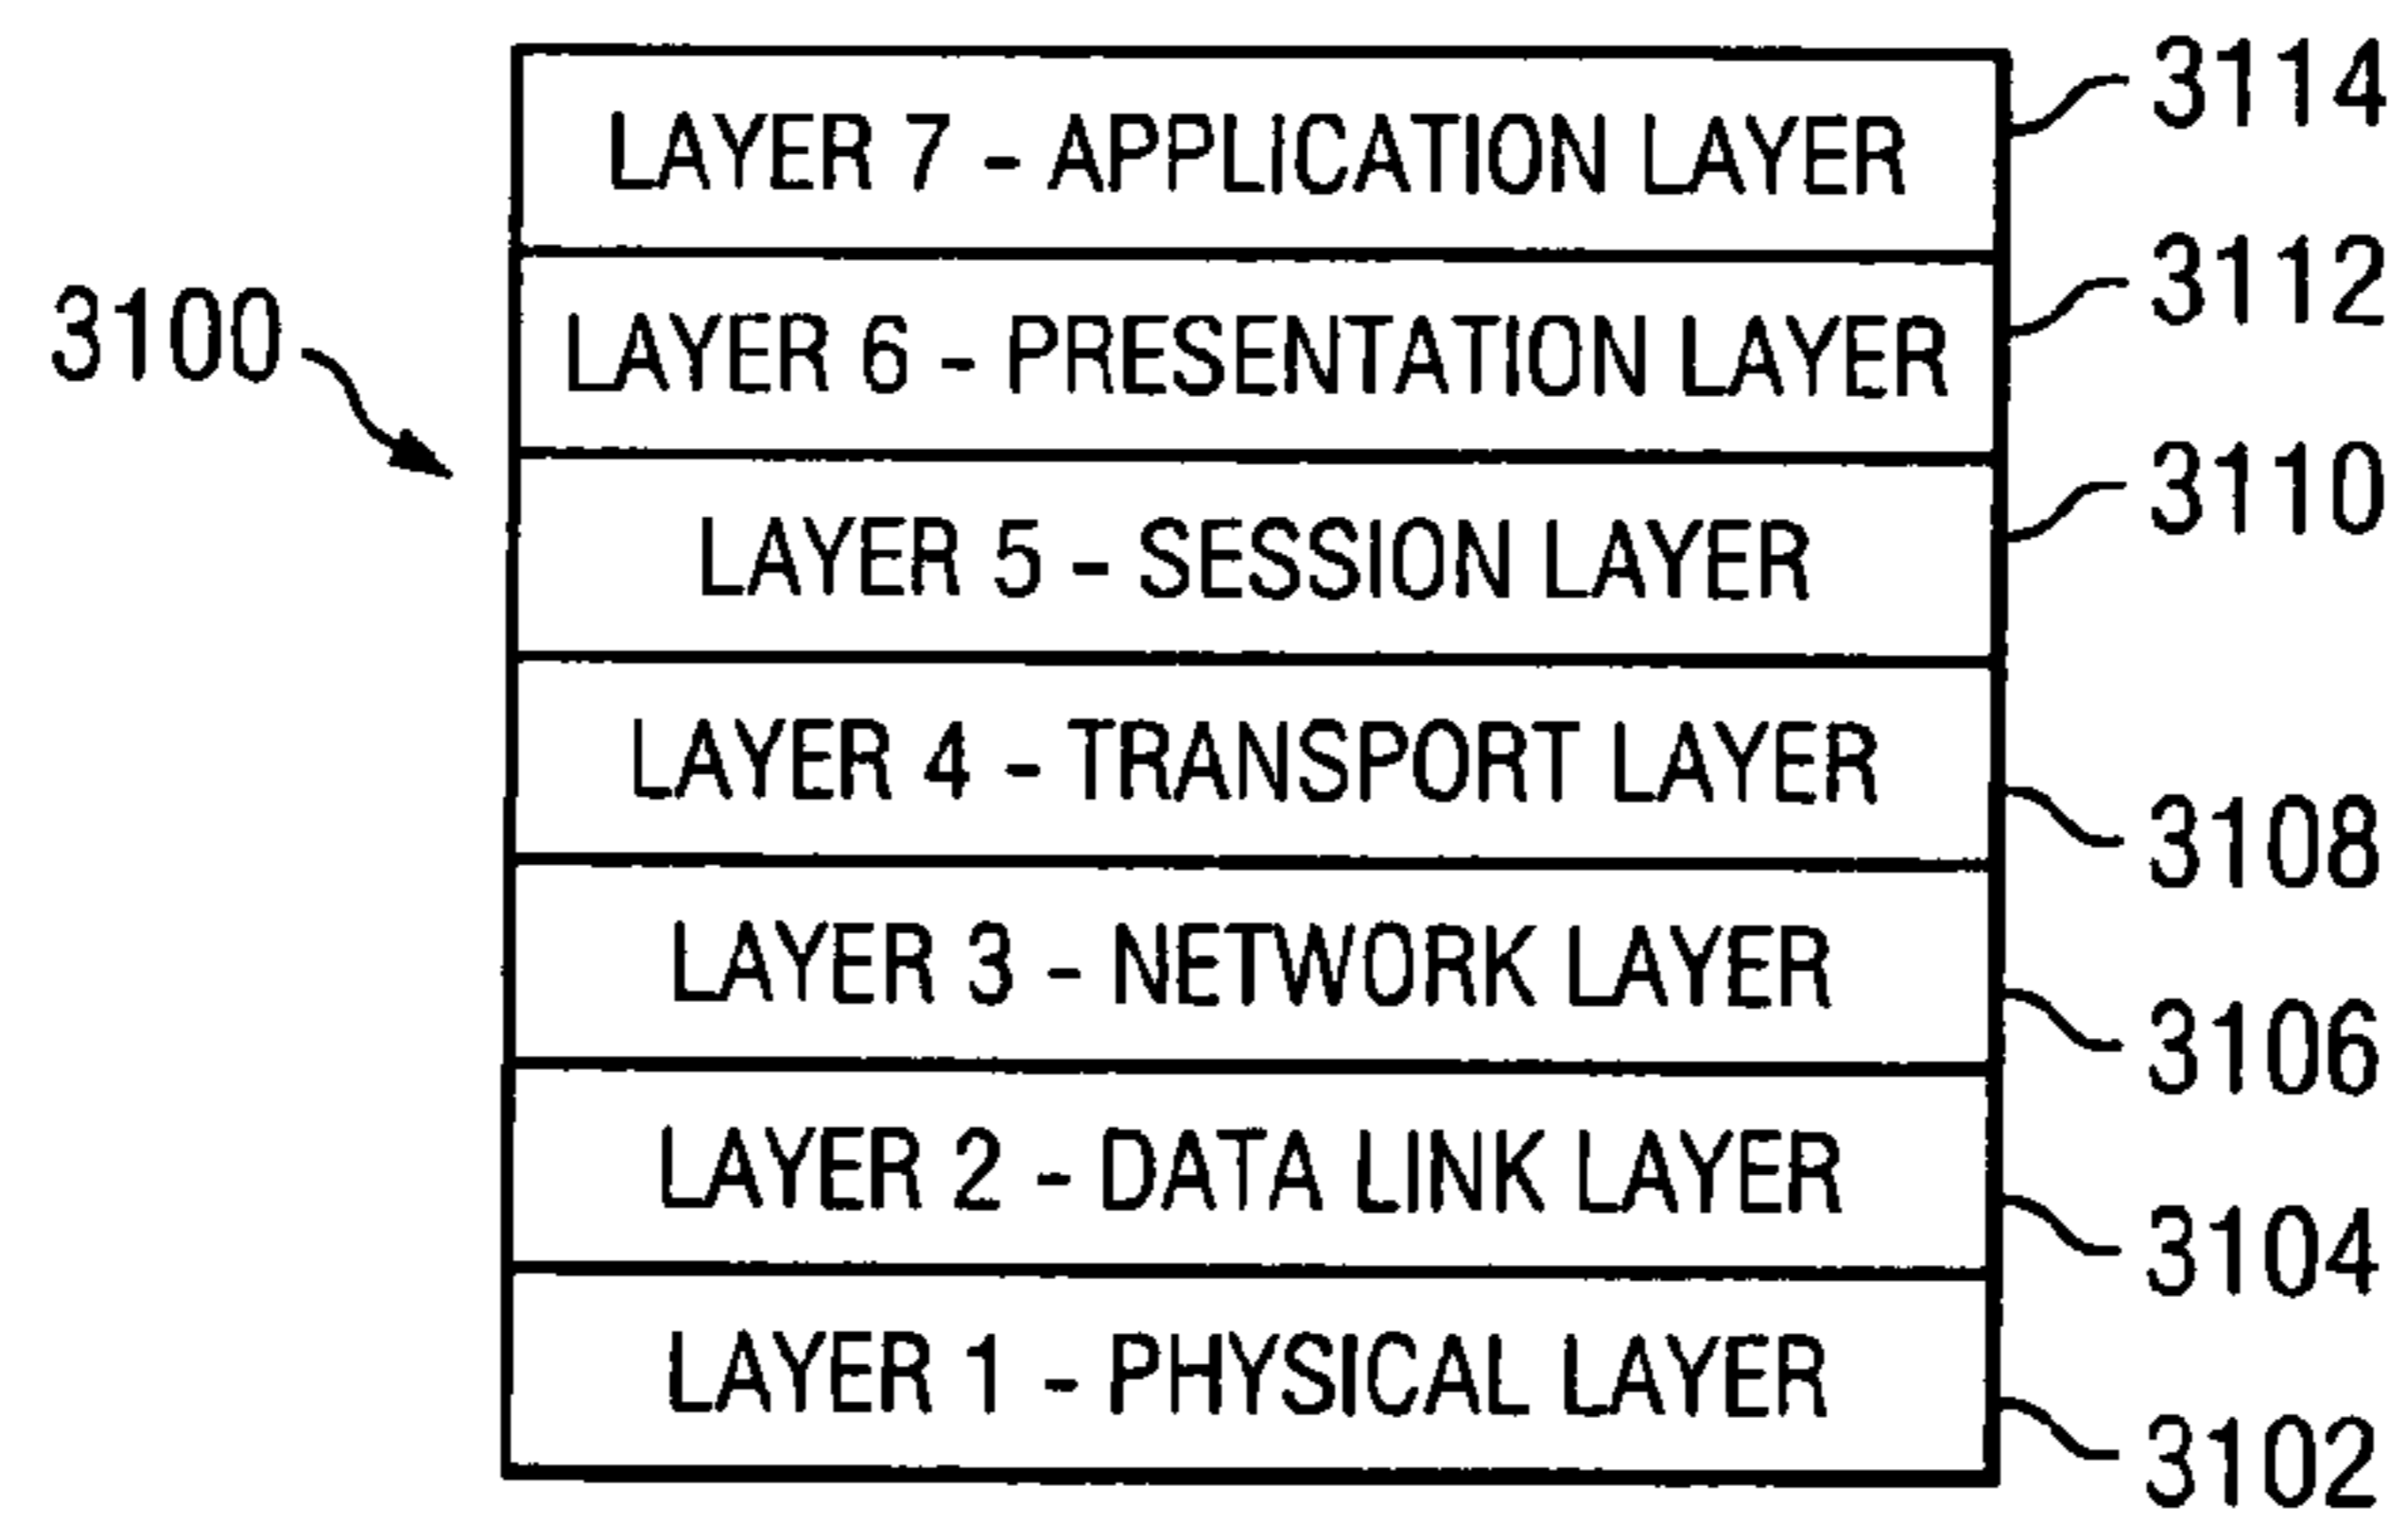 LAYER 7 - APPLICATION LAYER
3114
LAYER 6 - PRESENTATION LAYER
3112
3100
LAYER 5 - SESSION LAYER
3110
LAYER 4 - TRANSPORT LAYER
3108
LAYER 3 - NETWORK LAYER
3106
LAYER 2 - DATA LINK LAYER
3104
LAYER 1 - PHYSICAL LAYER
3102